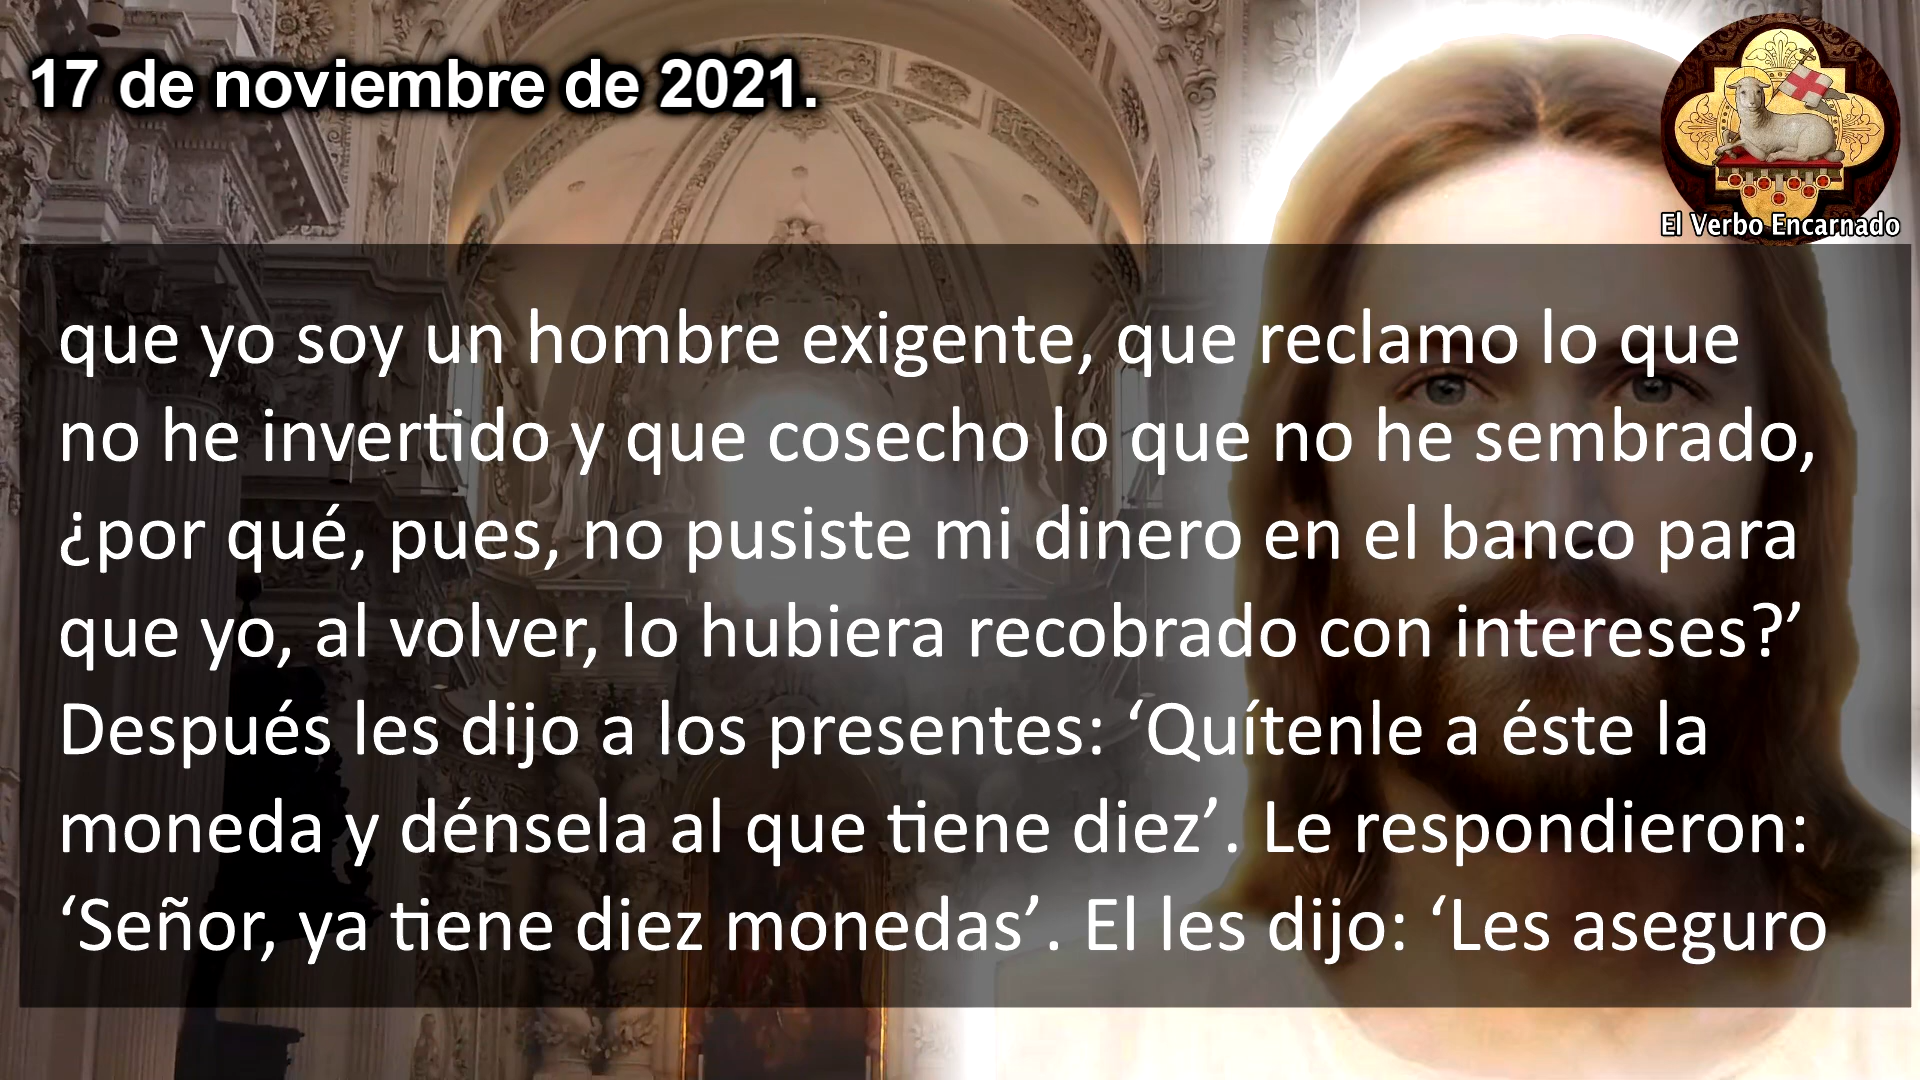 17 de noviembre de 2021.
El Verbo Encarnado
que yo soy un hombre exigente, que reclamo lo que
no he invertido y que cosecho lo que no he sembrado,
¿por qué, pues, no pusiste mi dinero en el banco para
que yo, al volver, lo hubiera recobrado con intereses?’
Después les dijo a los presentes: ‘Quítenle a éste la
moneda y dénsela al que tiene diez’. Le respondieron:
‘Señor, ya tiene diez monedas’. El les dijo: ‘Les aseguro